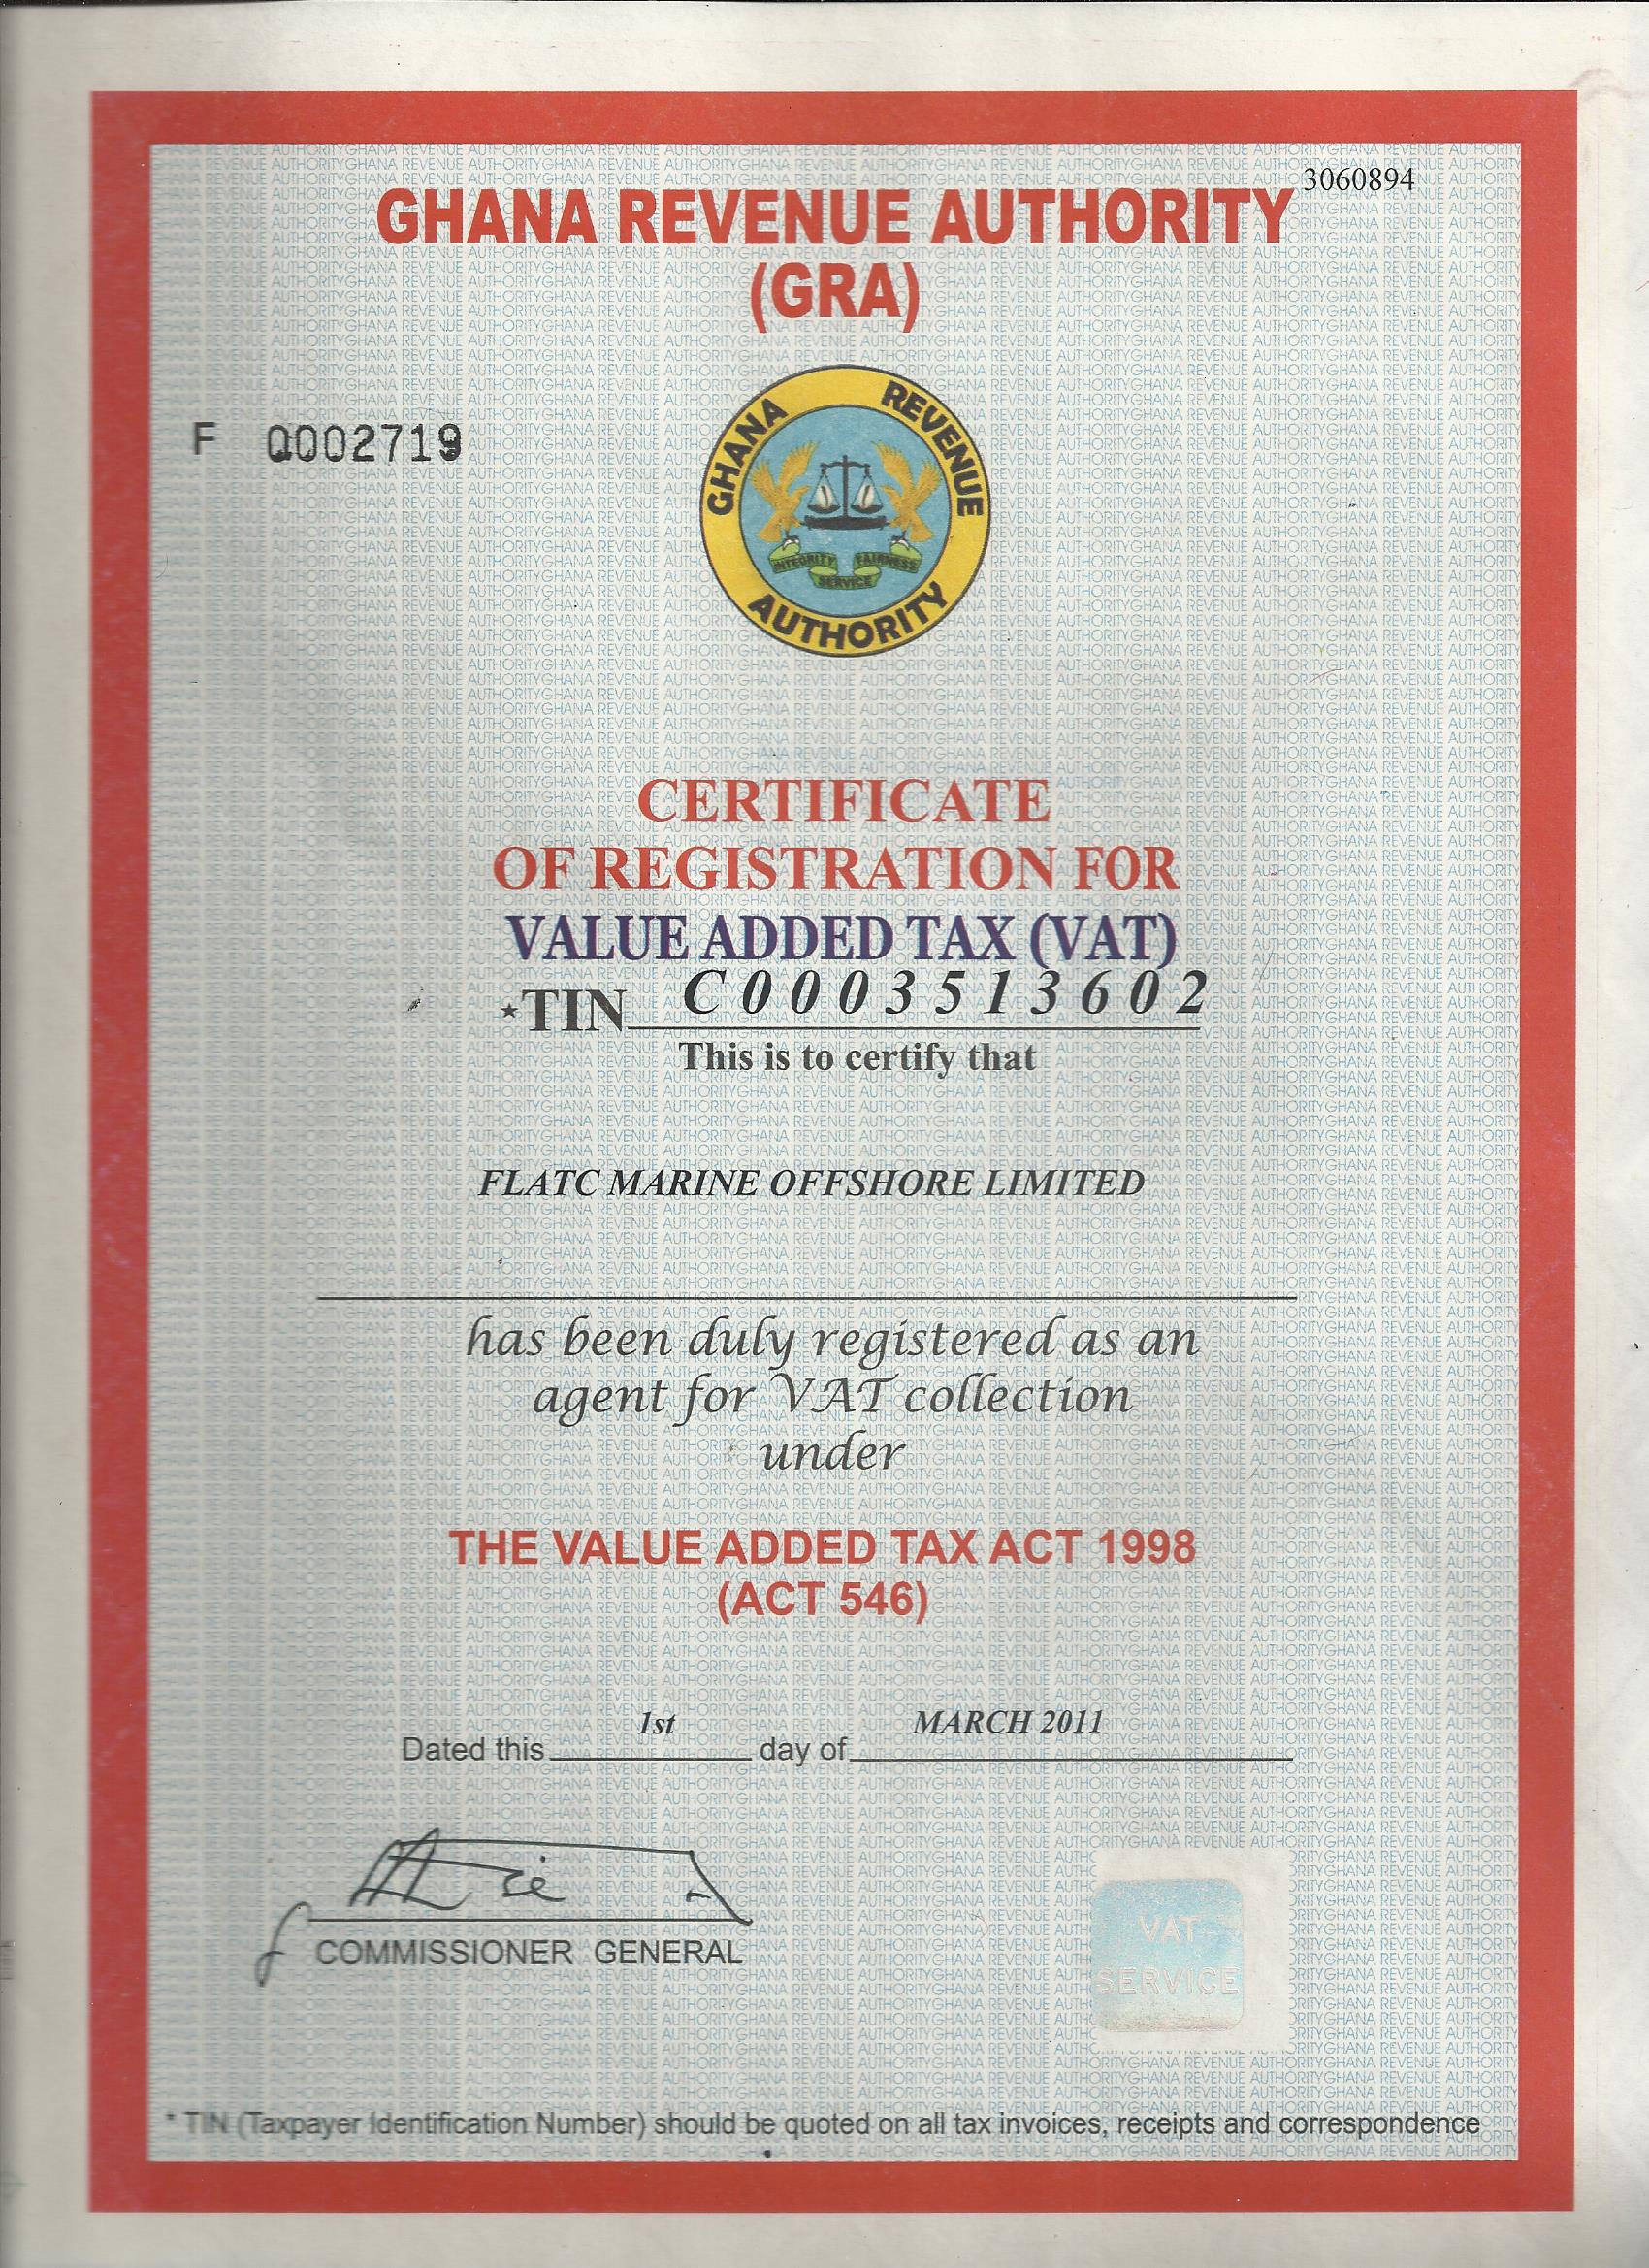 3060894
GHANA REVENUE AUTHORITY
(GRA)
F 0002719
GHANA REVENUE AUTHORITY
INTEGRITY FAIRNESS
SERVICE
CERTIFICATE
OF REGISTRATION FOR
VALUE ADDED TAX (VAT)
*TIN C0003513602
This is to certify that
FLATC MARINE OFFSHORE LIMITED
has been duly registered as an
agent for VAT collection
under
THE VALUE ADDED TAX ACT 1998
(ACT 546)
Dated this 1st day of MARCH 2011
COMMISSIONER GENERAL
VAT
SERVICE
* TIN (Taxpayer Identification Number) should be quoted on all tax invoices, receipts and correspondence